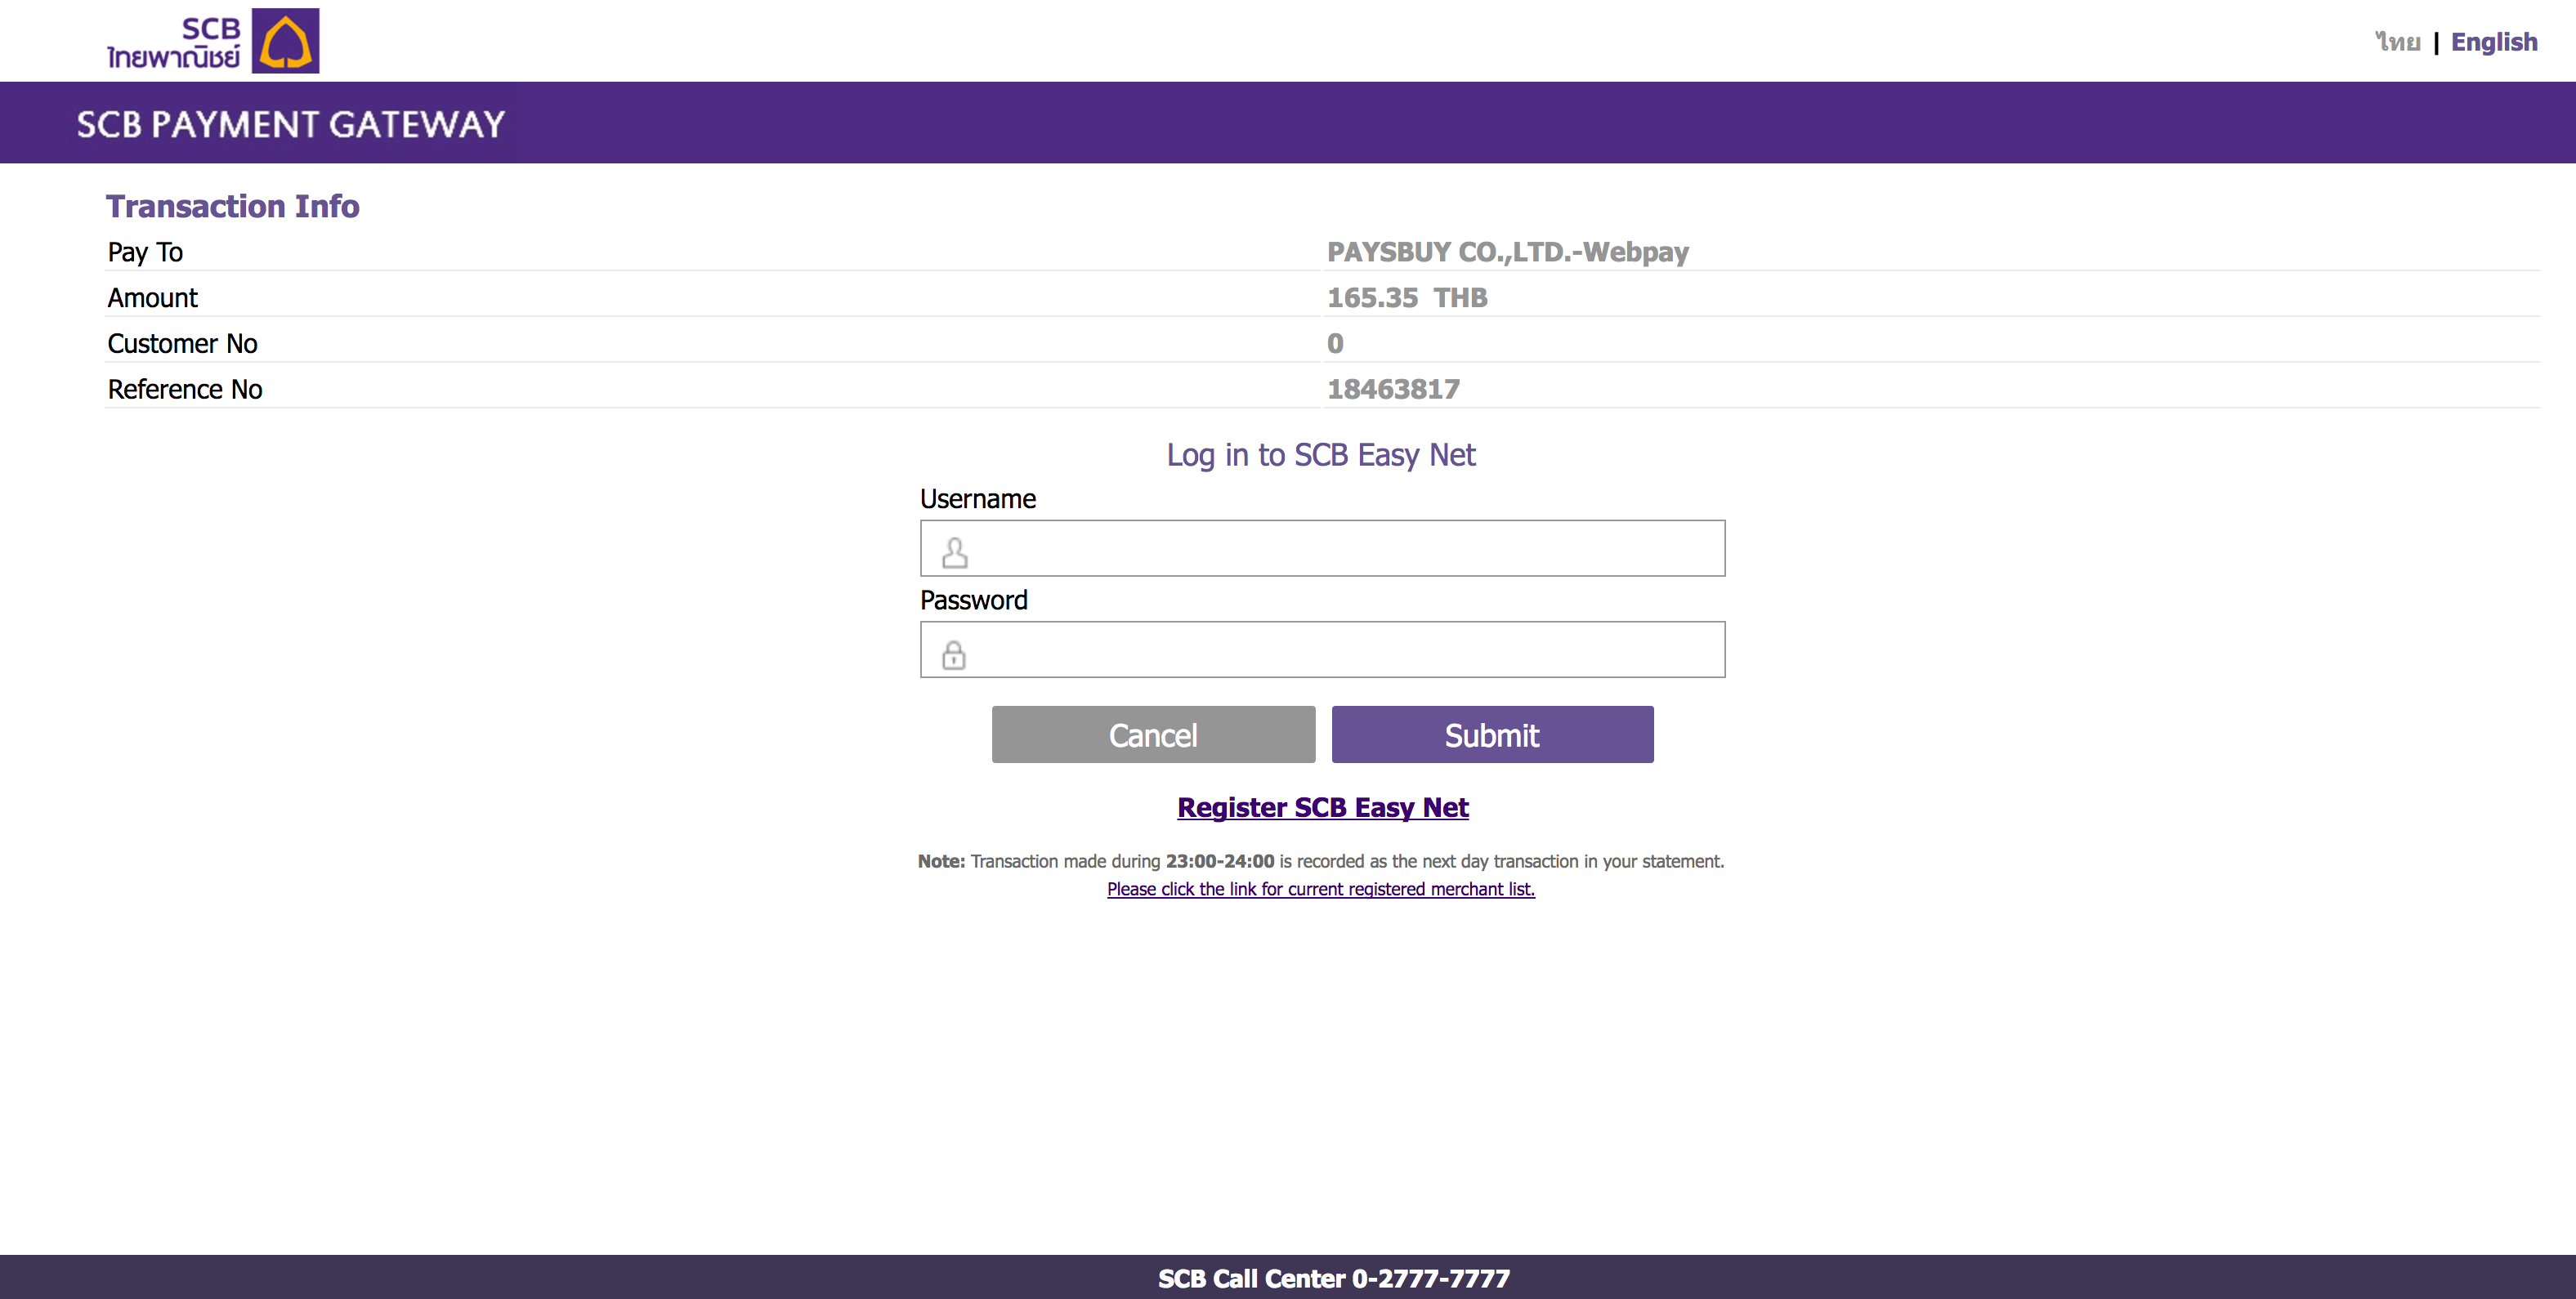 SCB
ไทยพาณิชย์
ไทย | English
SCB PAYMENT GATEWAY
Transaction Info
Pay To PAYSBUY CO.,LTD.-Webpay
Amount 165.35 THB
Customer No 0
Reference No 18463817
Log in to SCB Easy Net
Username
Password
Cancel Submit
Register SCB Easy Net
Note: Transaction made during 23:00-24:00 is recorded as the next day transaction in your statement.
Please click the link for current registered merchant list.
SCB Call Center 0-2777-7777